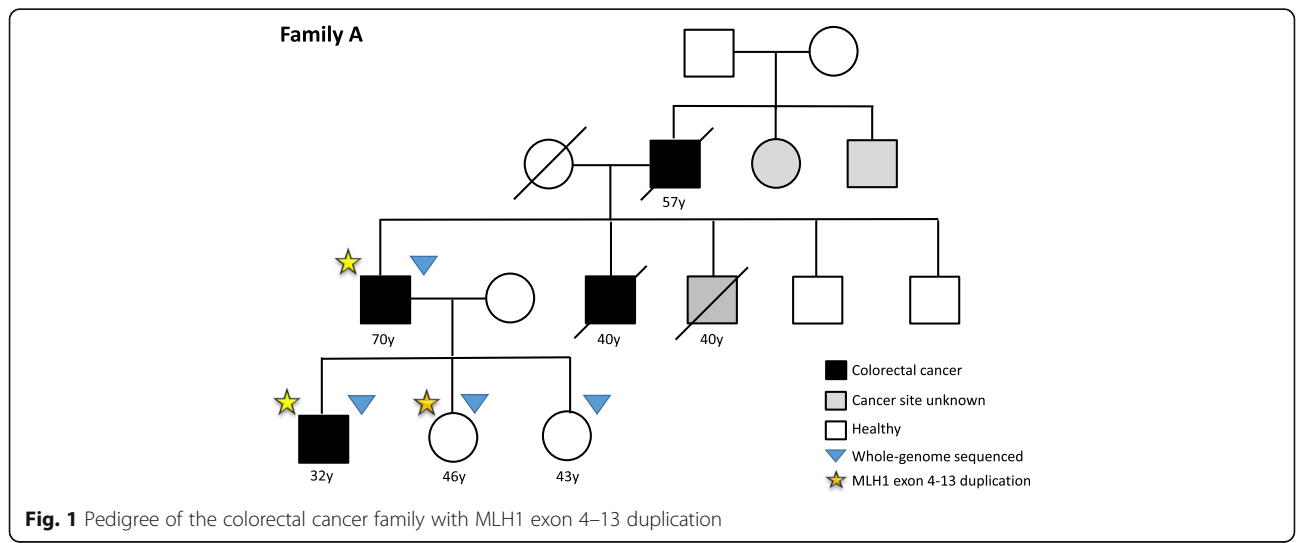 Family A
57y
70y
40y
40y
32y
46y
43y
Colorectal cancer
Cancer site unknown
Healthy
Whole-genome sequenced
MLH1 exon 4-13 duplication
Fig. 1 Pedigree of the colorectal cancer family with MLH1 exon 4–13 duplication